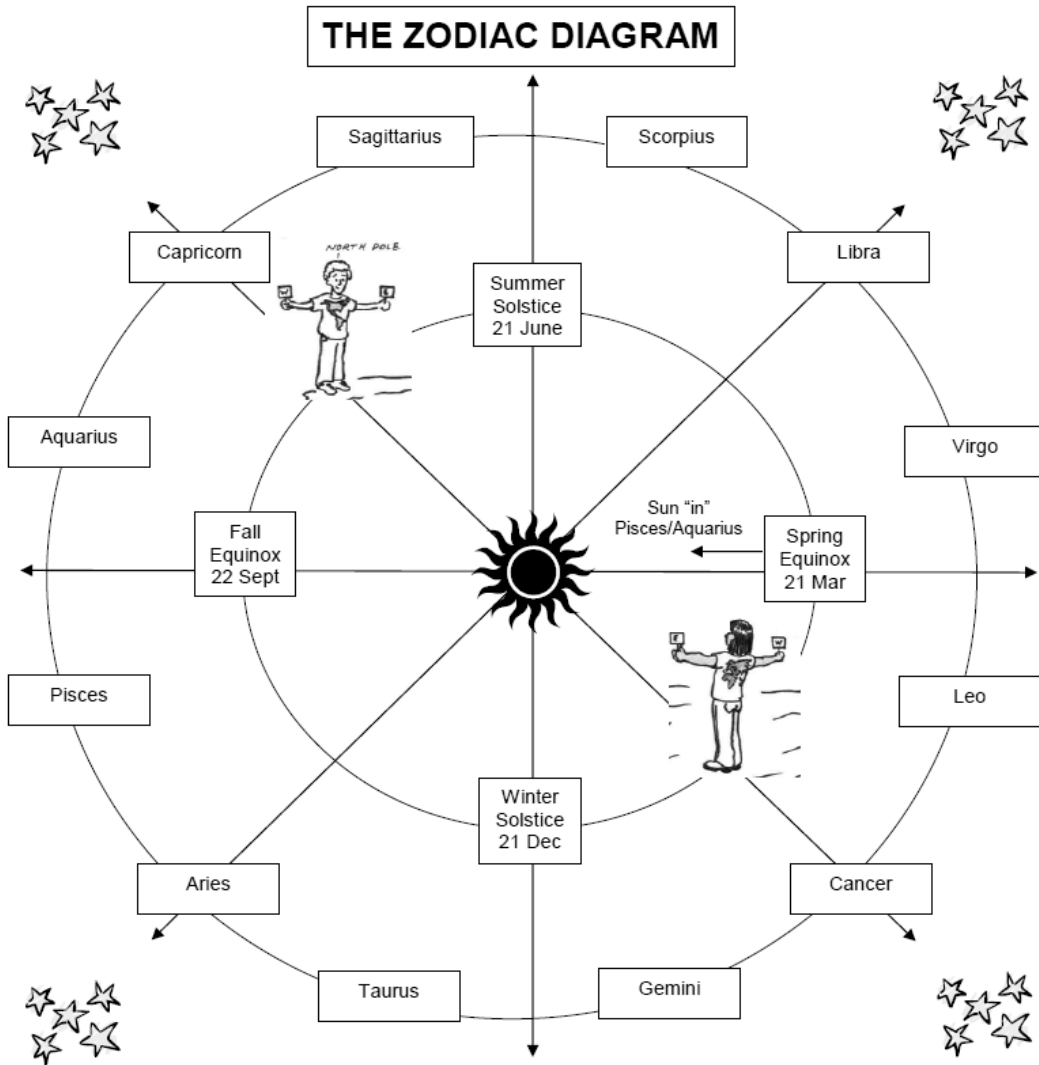 THE ZODIAC DIAGRAM
Sagittarius
Scorpius
Capricorn
NORTH POLE
Libra
W
E
Summer
Solstice
21 June
Aquarius
Virgo
Sun “in”
Pisces/Aquarius
Fall
Equinox
22 Sept
Spring
Equinox
21 Mar
E
W
Pisces
Leo
Winter
Solstice
21 Dec
Aries
Cancer
Taurus
Gemini